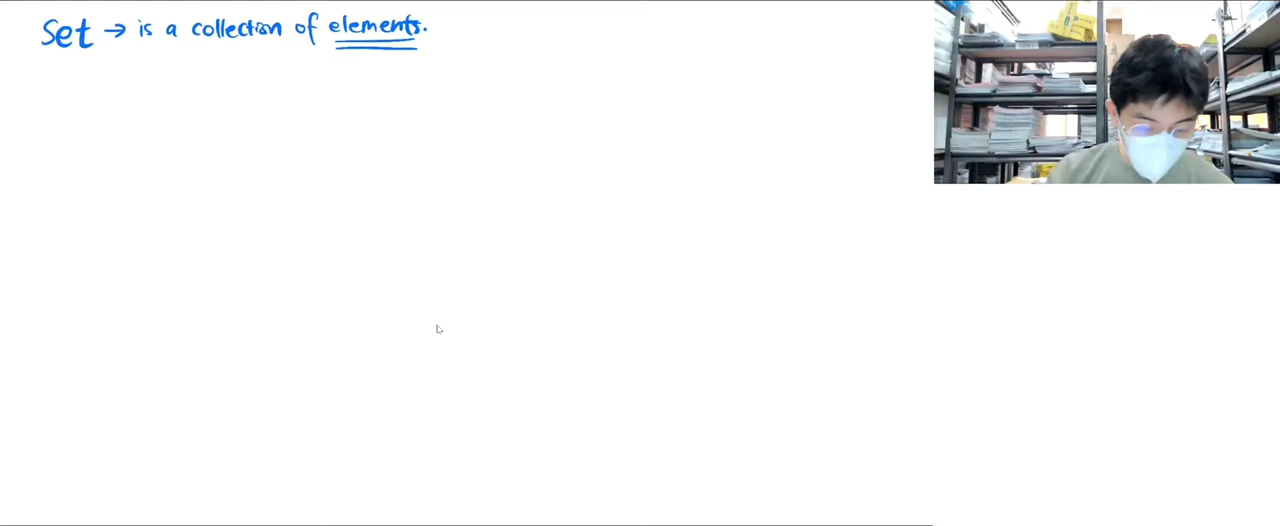 Set → is a collection of elements.